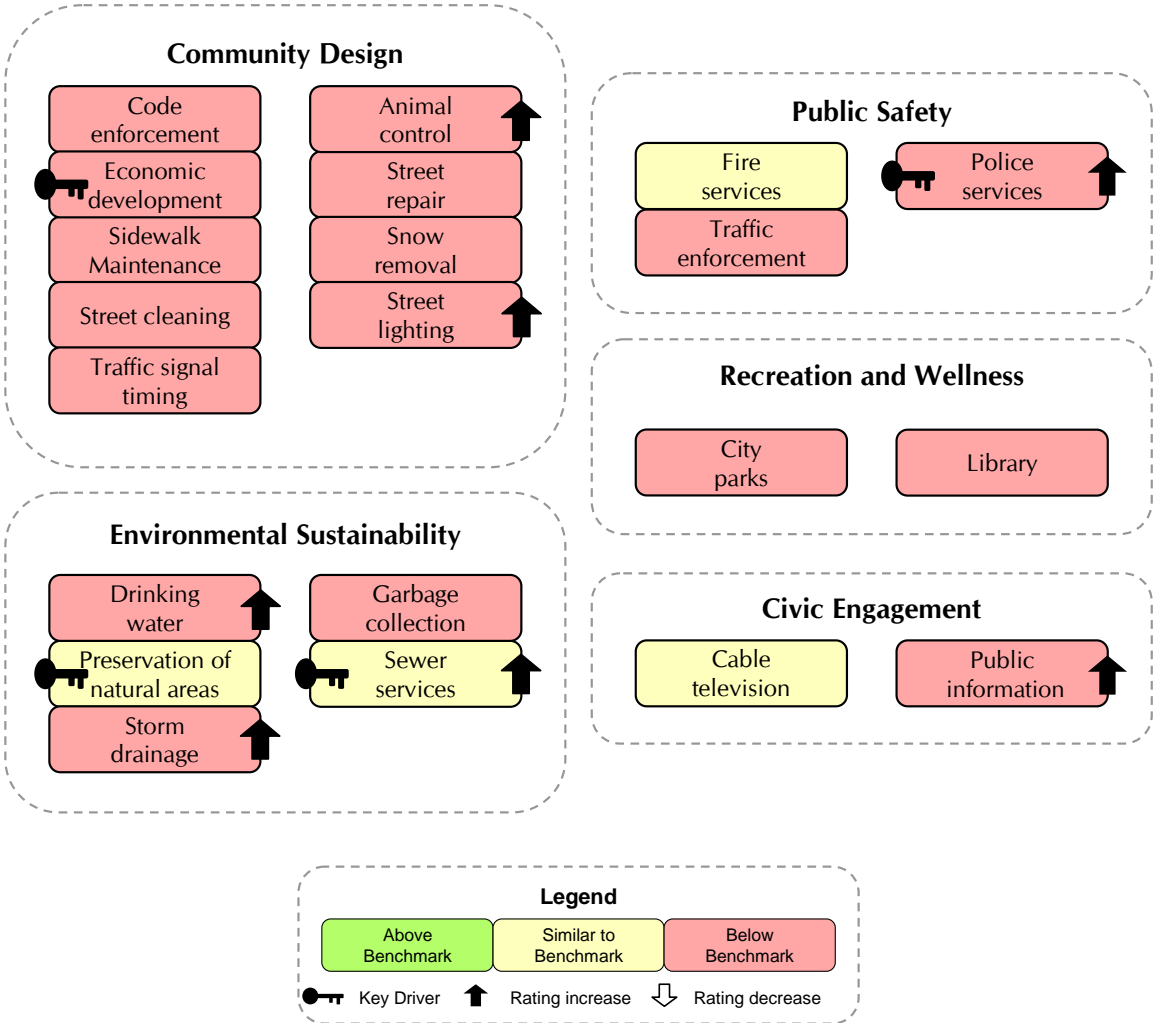 Community Design
Code
enforcement
Economic
development
Sidewalk
Maintenance
Street cleaning
Traffic signal
timing
Animal
control
Street
repair
Snow
removal
Street
lighting
Public Safety
Fire
services
Traffic
enforcement
Police
services
Recreation and Wellness
City
parks
Library
Environmental Sustainability
Drinking
water
Preservation of
natural areas
Storm
drainage
Garbage
collection
Sewer
services
Civic Engagement
Cable
television
Public
information
Legend
Above
Benchmark
Similar to
Benchmark
Below
Benchmark
Key Driver
Rating increase
Rating decrease